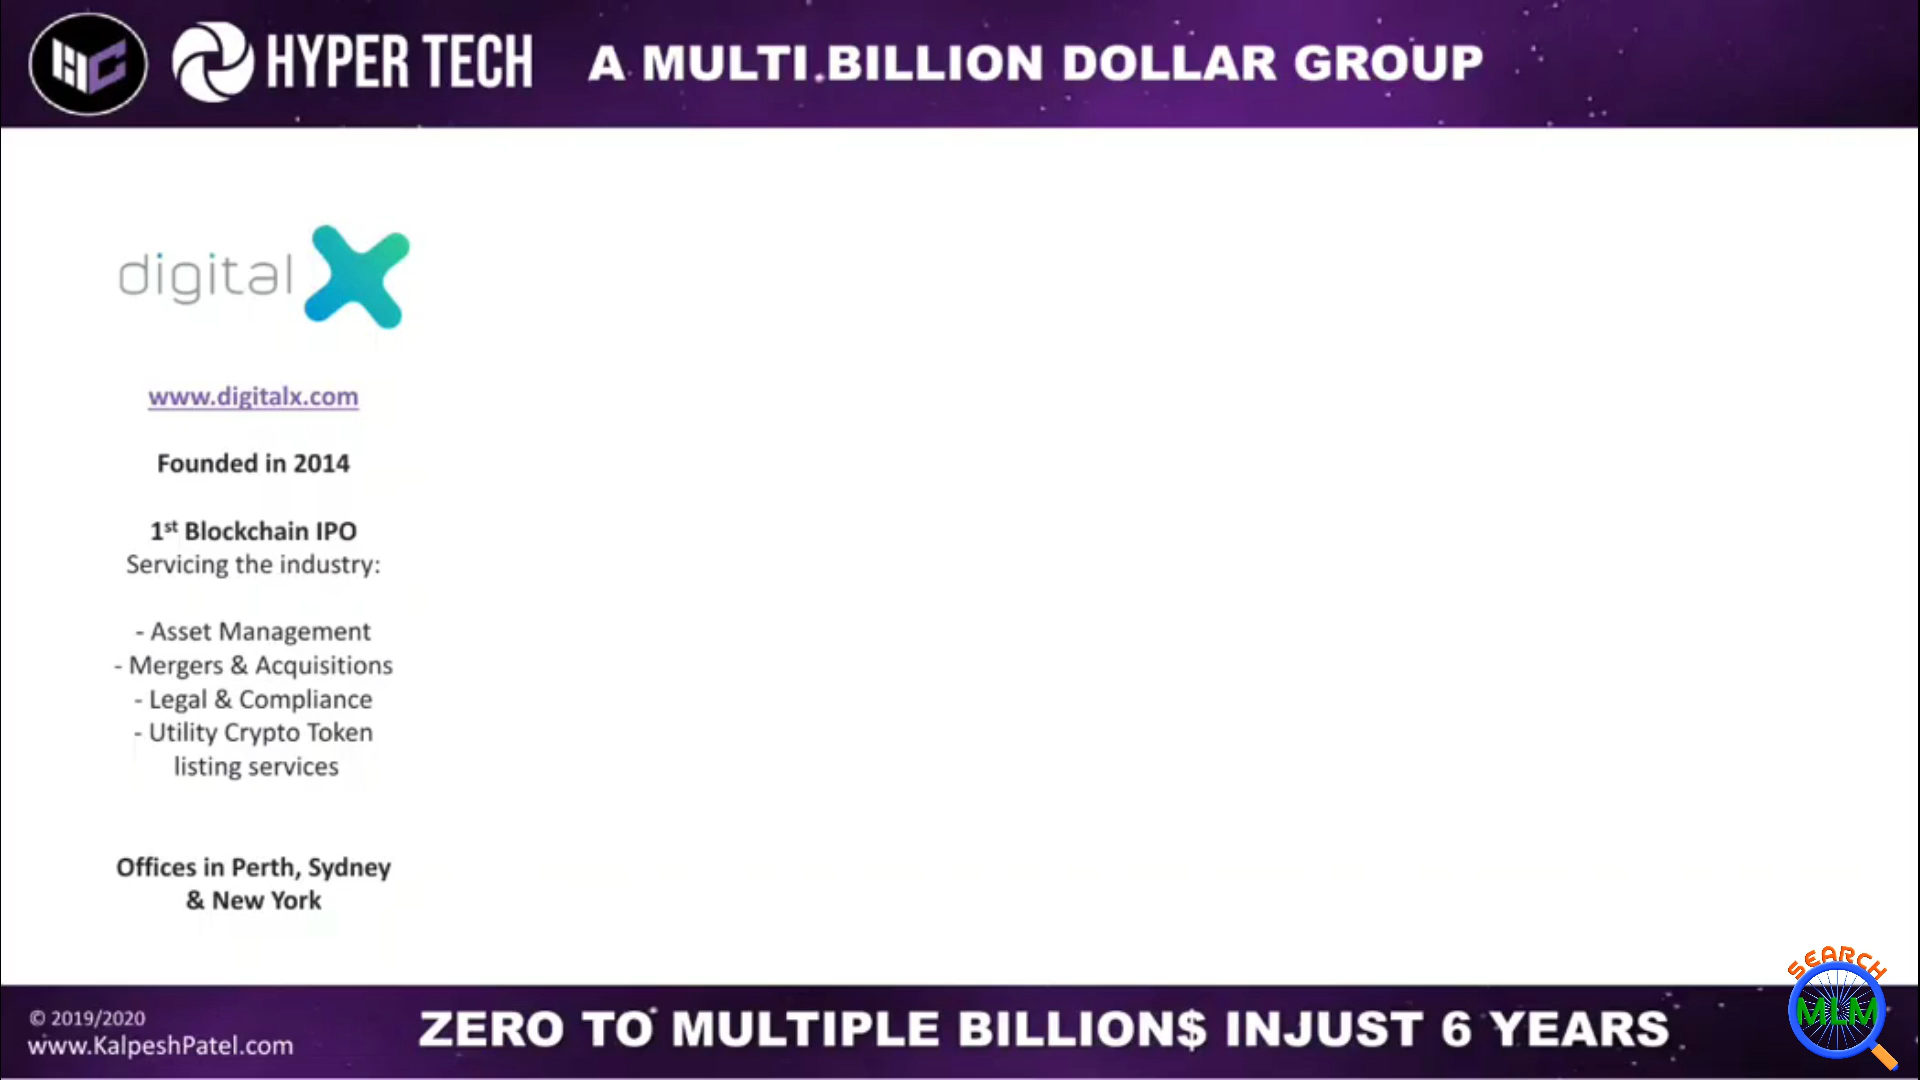 HC HYPER TECH A MULTI BILLION DOLLAR GROUP
digital X
www.digitalx.com
Founded in 2014
1st Blockchain IPO
Servicing the industry:
- Asset Management
- Mergers & Acquisitions
- Legal & Compliance
- Utility Crypto Token
listing services
Offices in Perth, Sydney
& New York
SEARCH
MLM
© 2019/2020
www.KalpeshPatel.com
ZERO TO MULTIPLE BILLION$ INJUST 6 YEARS